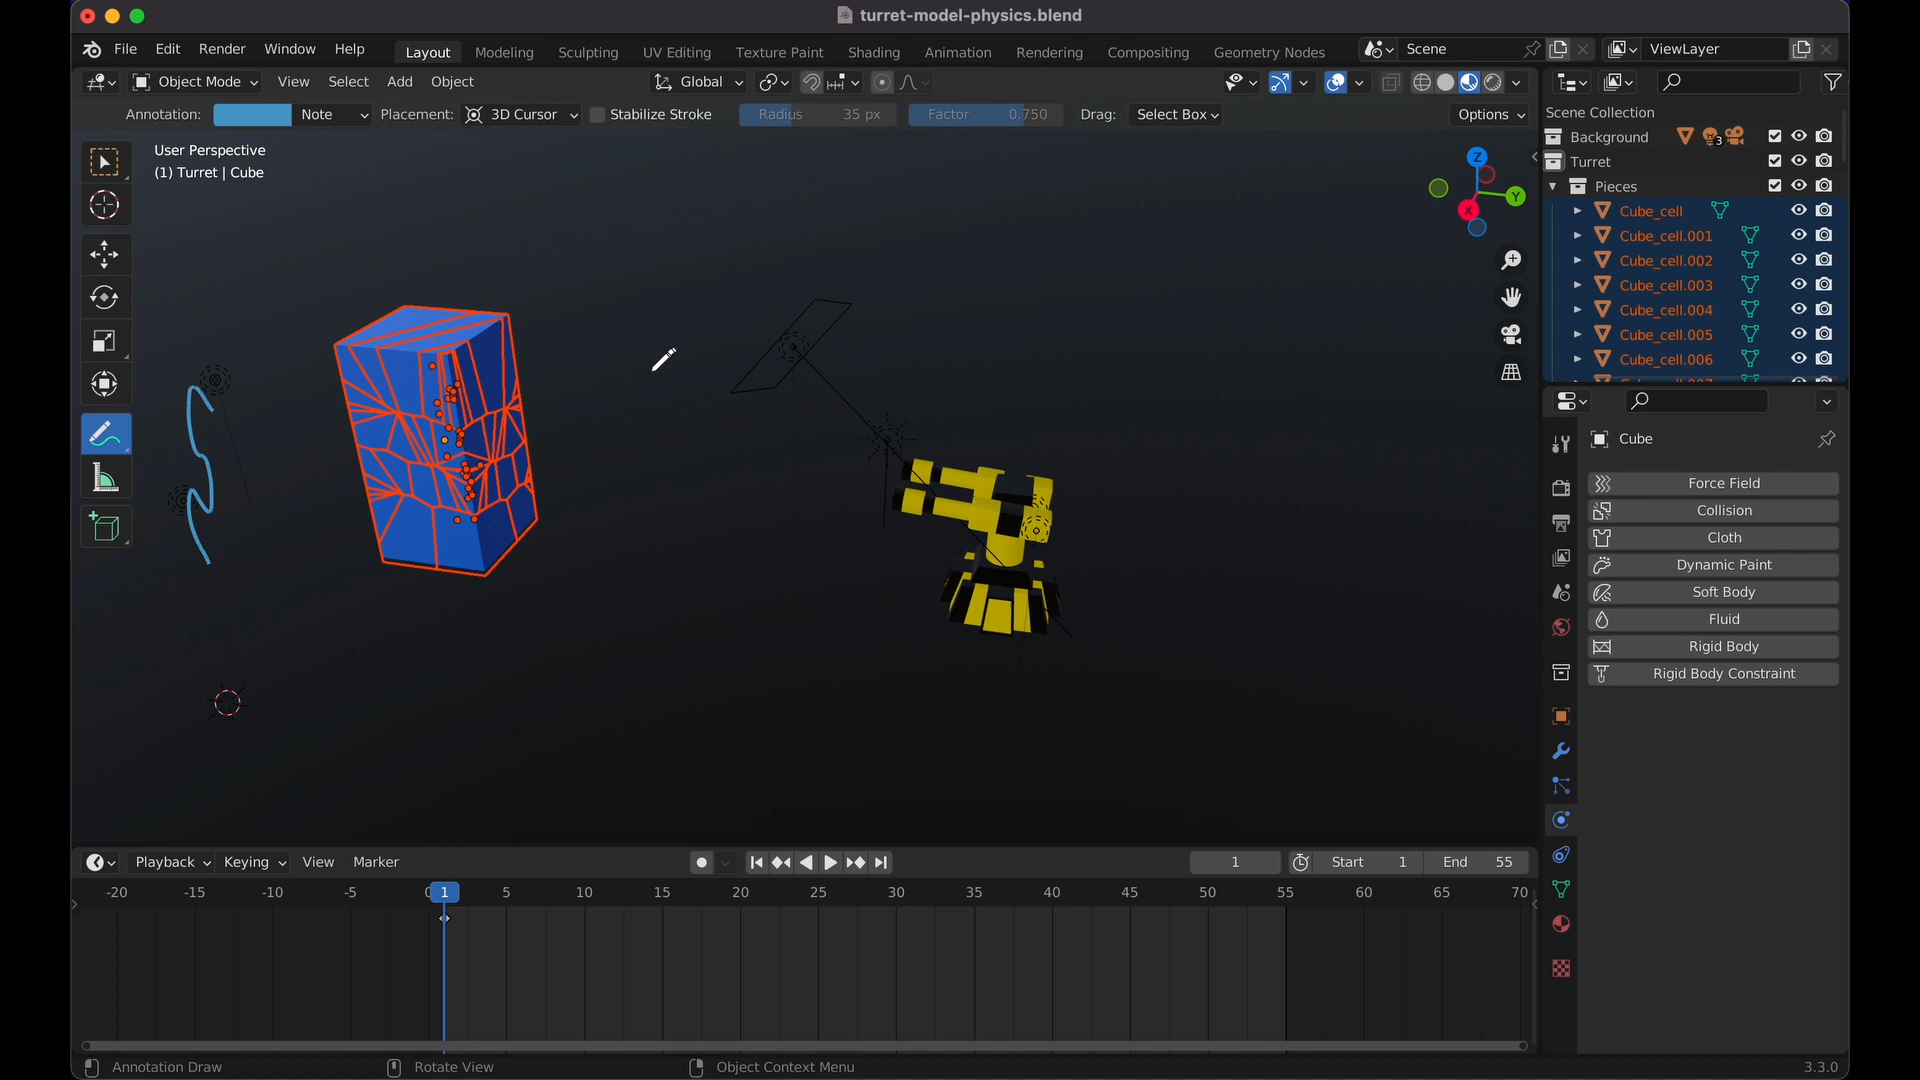 turret-model-physics.blend
File Edit Render Window Help Layout Modeling Sculpting UV Editing Texture Paint Shading Animation Rendering Compositing Geometry Nodes Scene ViewLayer
Object Mode View Select Add Object Global
Annotation: Note Placement: 3D Cursor Stabilize Stroke Radius 35 px Factor 0.750 Drag: Select Box Options
User Perspective
(1) Turret | Cube
Z
Y
X
Scene Collection
Background 3
Turret
Pieces
Cube_cell
Cube_cell.001
Cube_cell.002
Cube_cell.003
Cube_cell.004
Cube_cell.005
Cube_cell.006
Cube
Force Field
Collision
Cloth
Dynamic Paint
Soft Body
Fluid
Rigid Body
Rigid Body Constraint
Playback Keying View Marker 1 Start 1 End 55
-20 -15 -10 -5 0 1 5 10 15 20 25 30 35 40 45 50 55 60 65 70
Annotation Draw Rotate View Object Context Menu 3.3.0